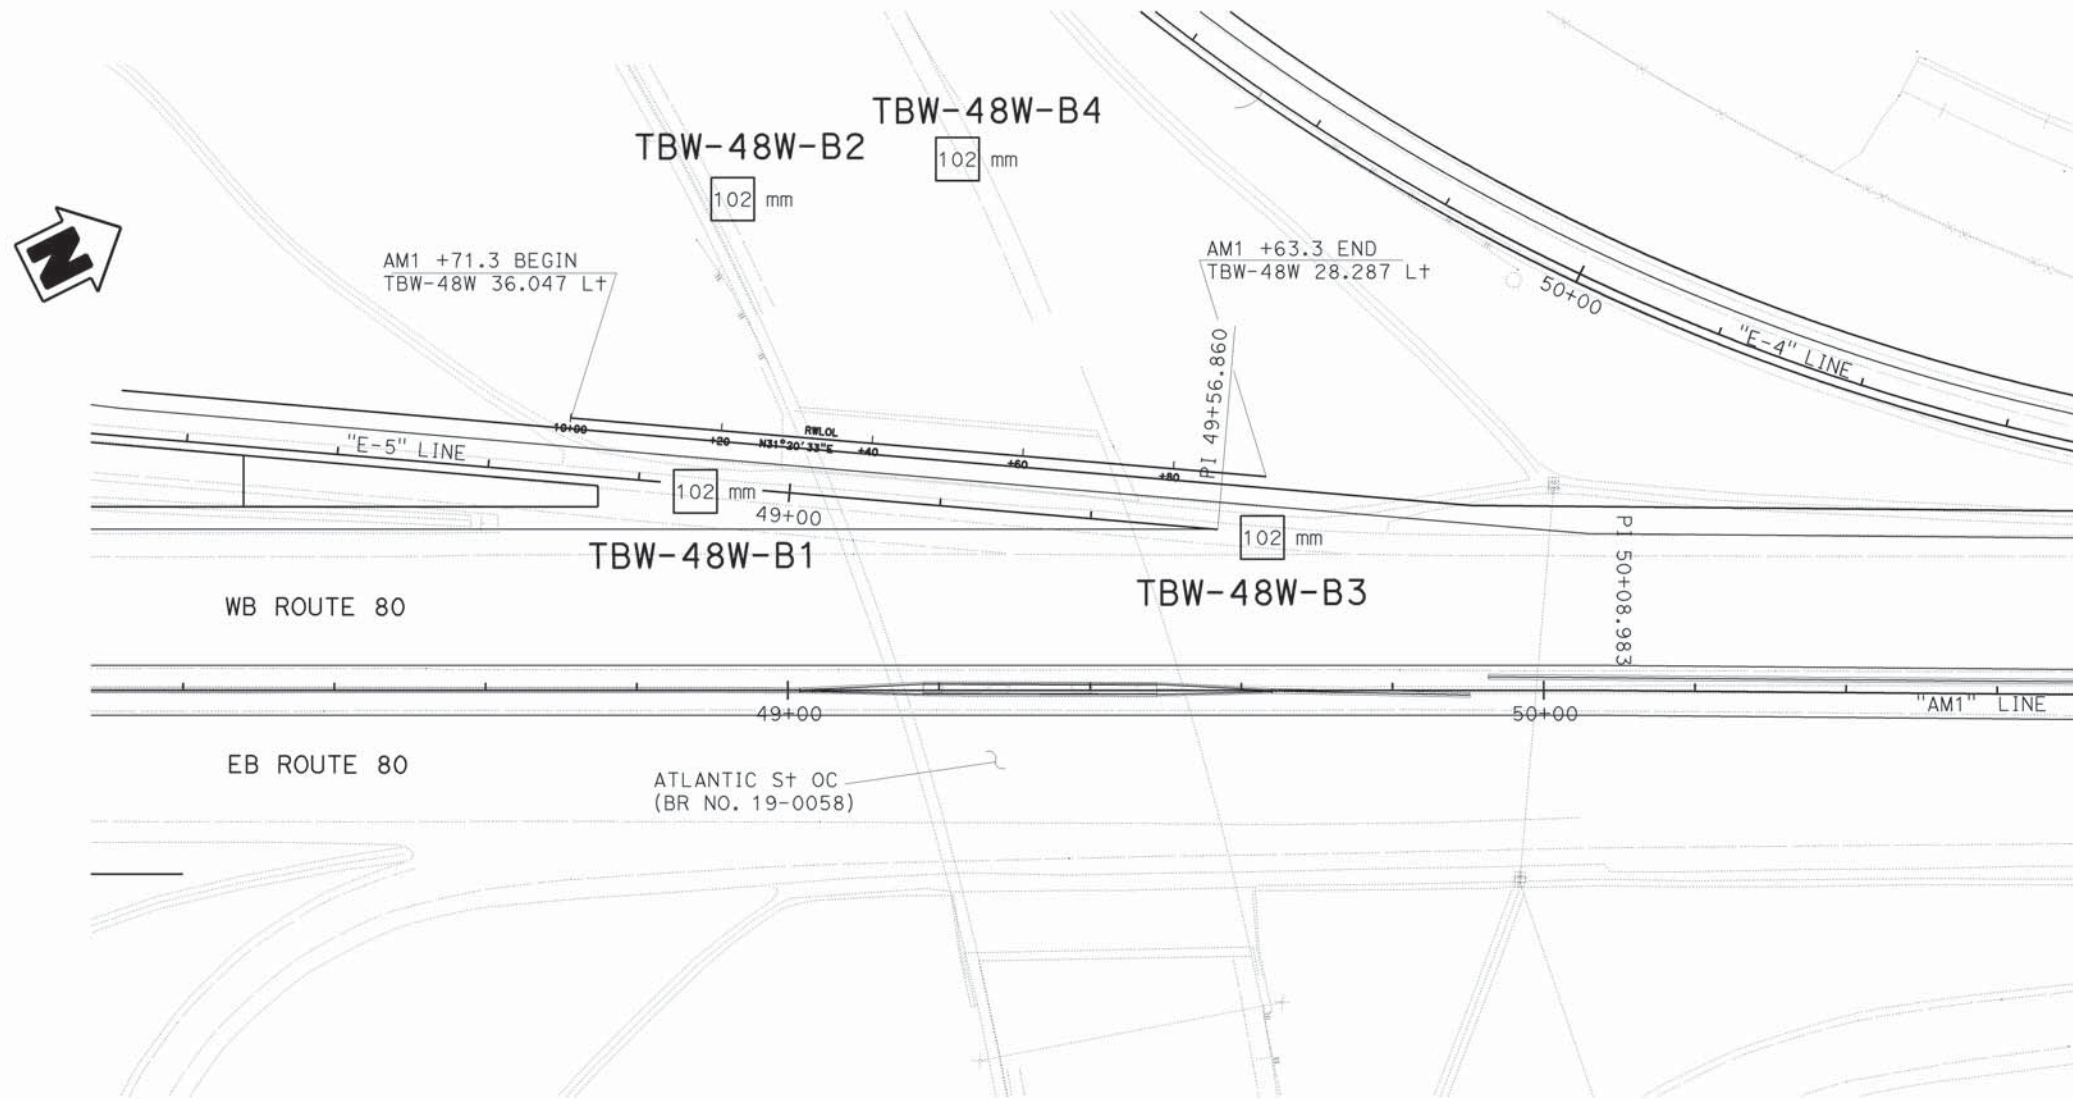 TBW-48W-B4
102 mm
TBW-48W-B2
102 mm
N
AM1 +71.3 BEGIN
TBW-48W 36.047 Lt
AM1 +63.3 END
TBW-48W 28.287 Lt
50+00
"E-4" LINE
PI 49+56.860
"E-5" LINE
10+00
+20
RWLOL
N31°20'33"E
+40
+60
+80
102 mm
49+00
TBW-48W-B1
102 mm
TBW-48W-B3
PI 50+08.983
WB ROUTE 80
49+00
50+00
"AM1" LINE
EB ROUTE 80
ATLANTIC St OC
(BR NO. 19-0058)